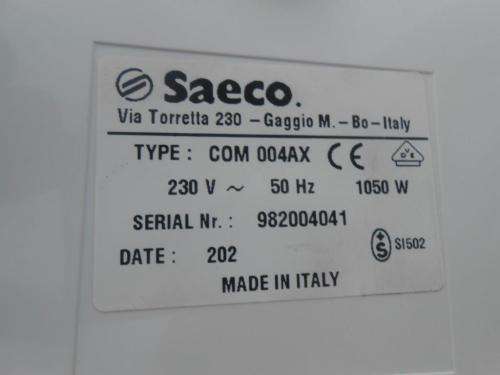 Saeco.
Via Torretta 230 – Gaggio M. – Bo – Italy
TYPE : COM 004AX CE
230 V ~ 50 Hz 1050 W
SERIAL Nr. : 982004041
DATE : 202 +S SI502
MADE IN ITALY